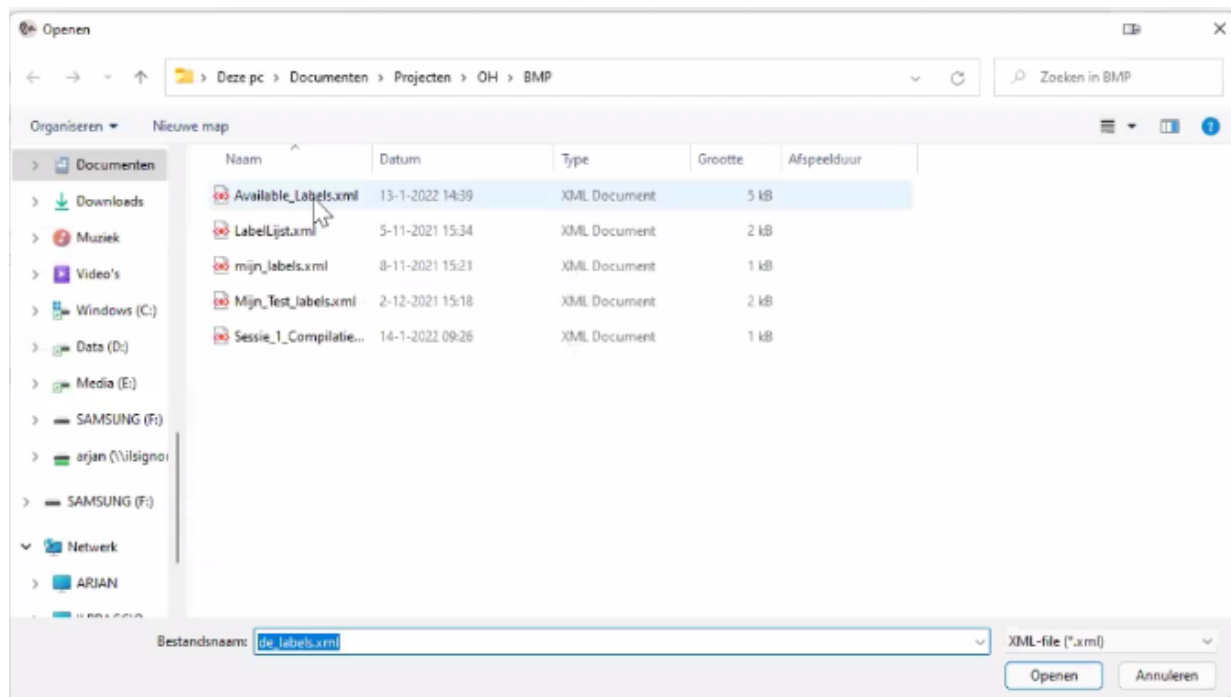 Openen
Deze pc > Documenten > Projecten > OH > BMP
Zoeken in BMP
Organiseren Nieuwe map
Naam Datum Type Grootte Afspeelduur
Documenten
Downloads
Muziek
Video's
Windows (C:)
Data (D:)
Media (E:)
SAMSUNG (F:)
arjan (\\ilsignor
SAMSUNG (F:)
Netwerk
ARJAN
Available_Labels.xml 13-1-2022 14:39 XML Document 5 kB
LabelLijst.xml 5-11-2021 15:34 XML Document 2 kB
mijn_labels.xml 8-11-2021 15:21 XML Document 1 kB
Mijn_Test_labels.xml 2-12-2021 15:18 XML Document 2 kB
Sessie_1_Compilatie... 14-1-2022 09:26 XML Document 1 kB
Bestandsnaam: de_labels.xml XML-file (*.xml)
Openen Annuleren